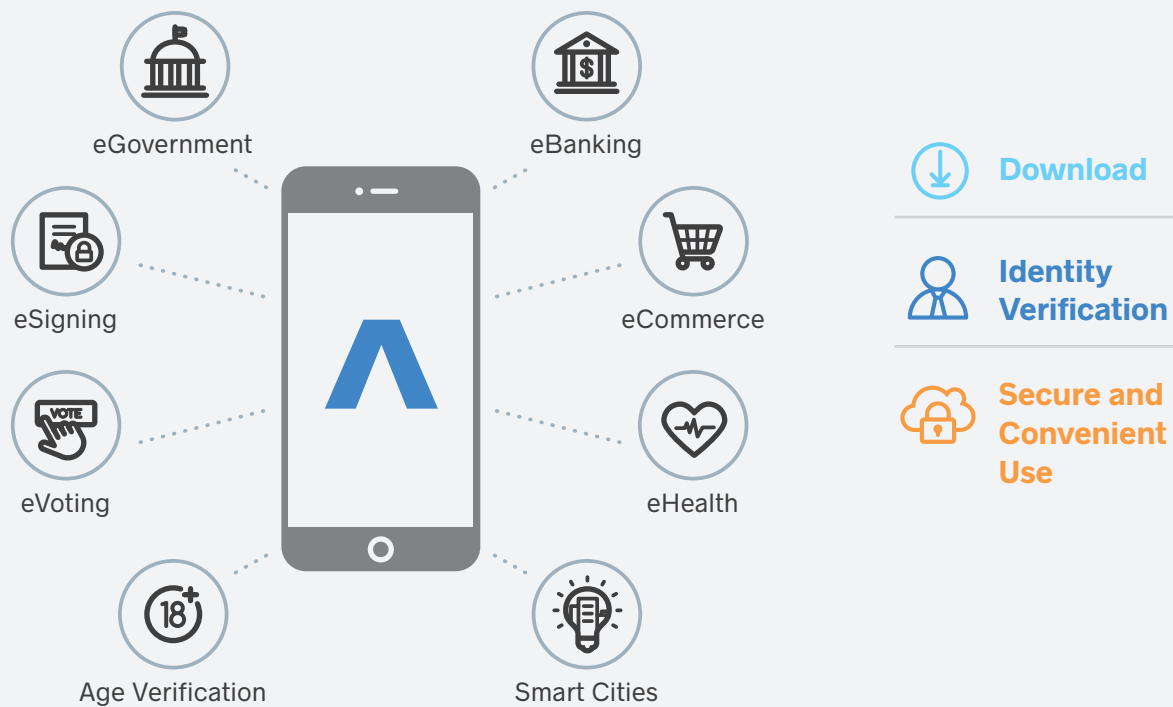 eGovernment
eBanking
eSigning
eCommerce
VOTE
eVoting
eHealth
18+
Age Verification
Smart Cities
Download
Identity
Verification
Secure and
Convenient
Use